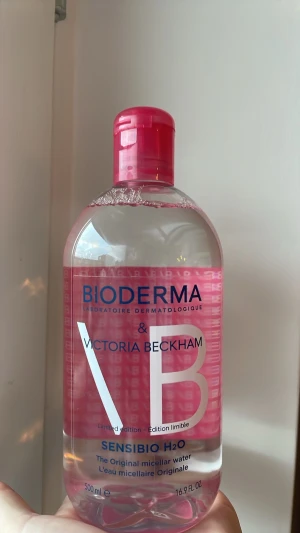 BIODERMA
LABORATOIRE DERMATOLOGIQUE
&
VICTORIA BECKHAM
VB
Limited edition - Édition limitée
SENSIBIO H₂O
The Original micellar water
L'eau micellaire Originale
500 ml e 16.9 FL.OZ